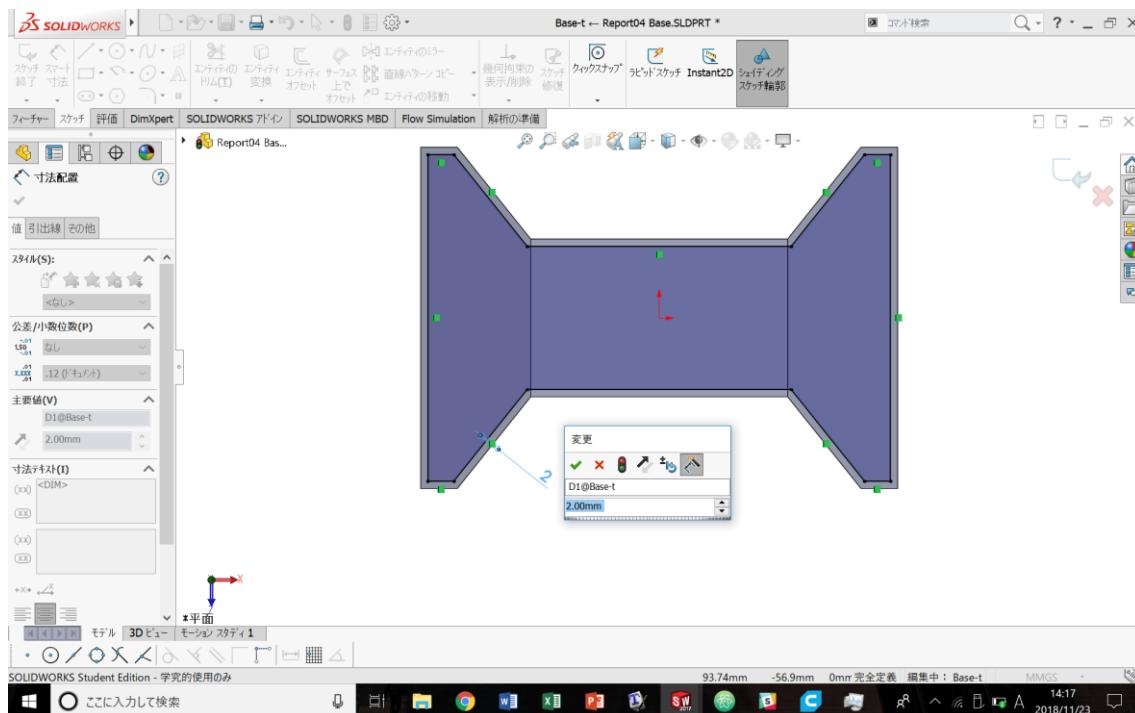 SOLIDWORKS
Base-t ← Report04 Base.SLDPRT *
コマンド検索
スケッチ終了
スマート寸法
エンティティのトリム(T)
エンティティ変換
エンティティオフセット
サーフェス上でオフセット
エンティティのミラー
直線パターン コピー
エンティティの移動
幾何拘束の表示/削除
スケッチ修復
クィックスナップ
ラピッドスケッチ
Instant2D
シェイディングスケッチ輪郭
フィーチャー
スケッチ
評価
DimXpert
SOLIDWORKS アドイン
SOLIDWORKS MBD
Flow Simulation
解析の準備
Report04 Bas...
寸法配置
値
引出線
その他
スタイル(S):
<なし>
公差/小数位数(P)
なし
.12 (ドキュメント)
主要値(V)
D1@Base-t
2.00mm
寸法テキスト(I)
<DIM>
2
変更
D1@Base-t
2.00mm
X
*平面
モデル
3D ビュー
モーション スタディ 1
SOLIDWORKS Student Edition - 学究的使用のみ
93.74mm
-56.9mm
0mm 完全定義
編集中： Base-t
MMGS
ここに入力して検索
A
14:17
2018/11/23